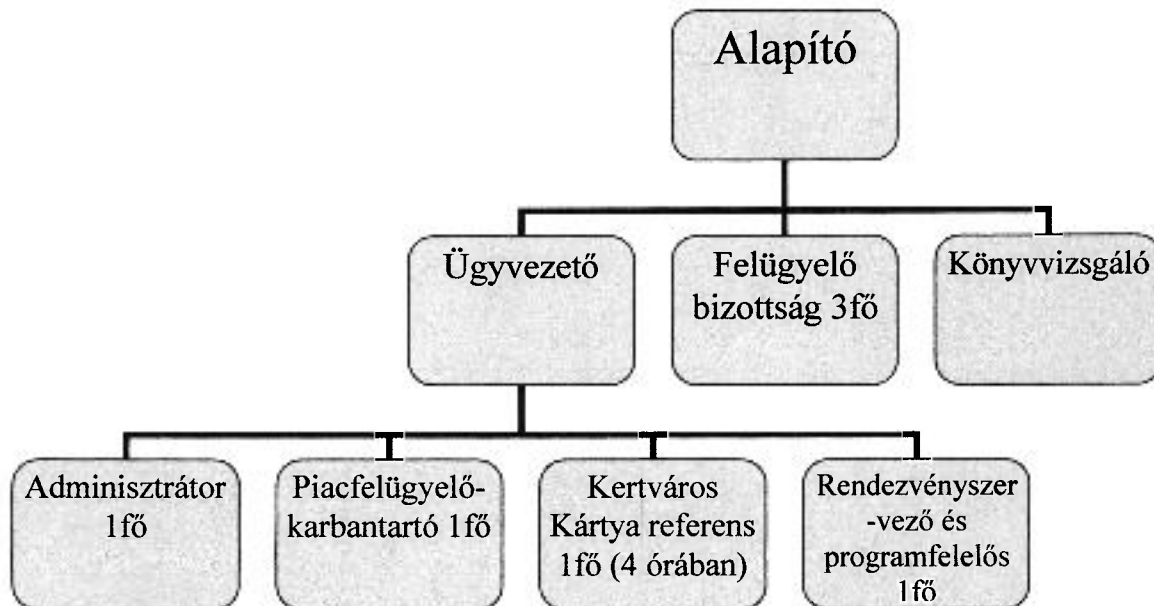 Alapító
Ügyvezető
Felügyelő
bizottság 3fő
Könyvvizsgáló
Adminisztrátor
1fő
Piacfelügyelő-
karbantartó 1fő
Kertváros
Kártya referens
1fő (4 órában)
Rendezvényszer
-vező és
programfelelős
1fő